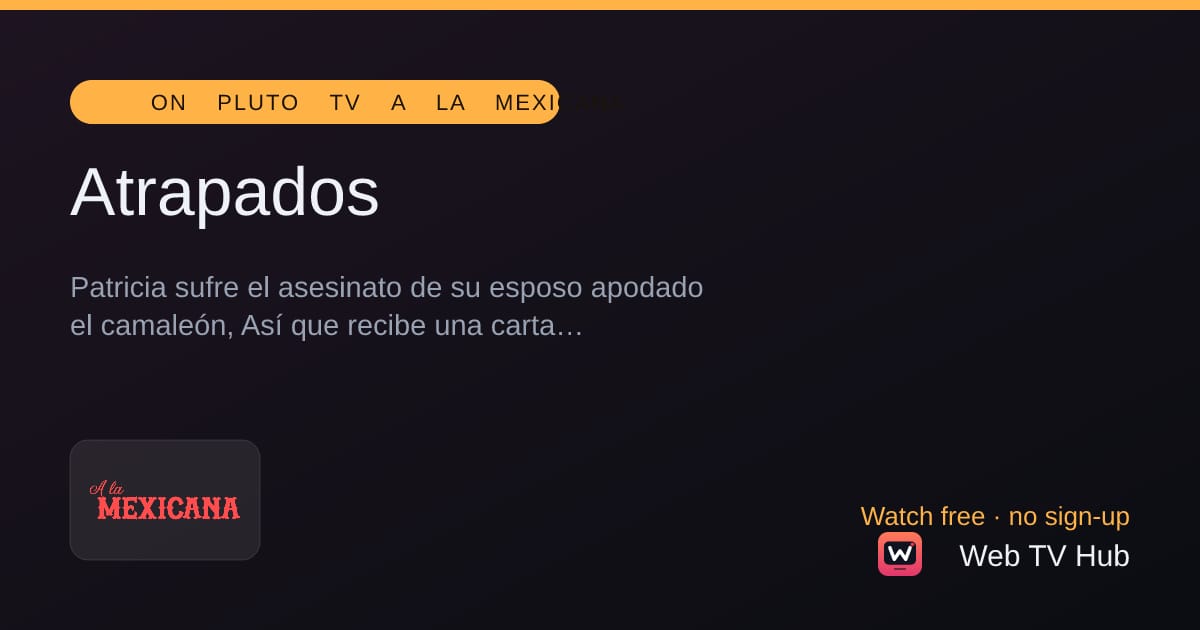 ON PLUTO TV A LA MEXICANA
Atrapados
Patricia sufre el asesinato de su esposo apodado
el camaleón, Así que recibe una carta…
A la
MEXICANA
Watch free · no sign-up
W
Web TV Hub